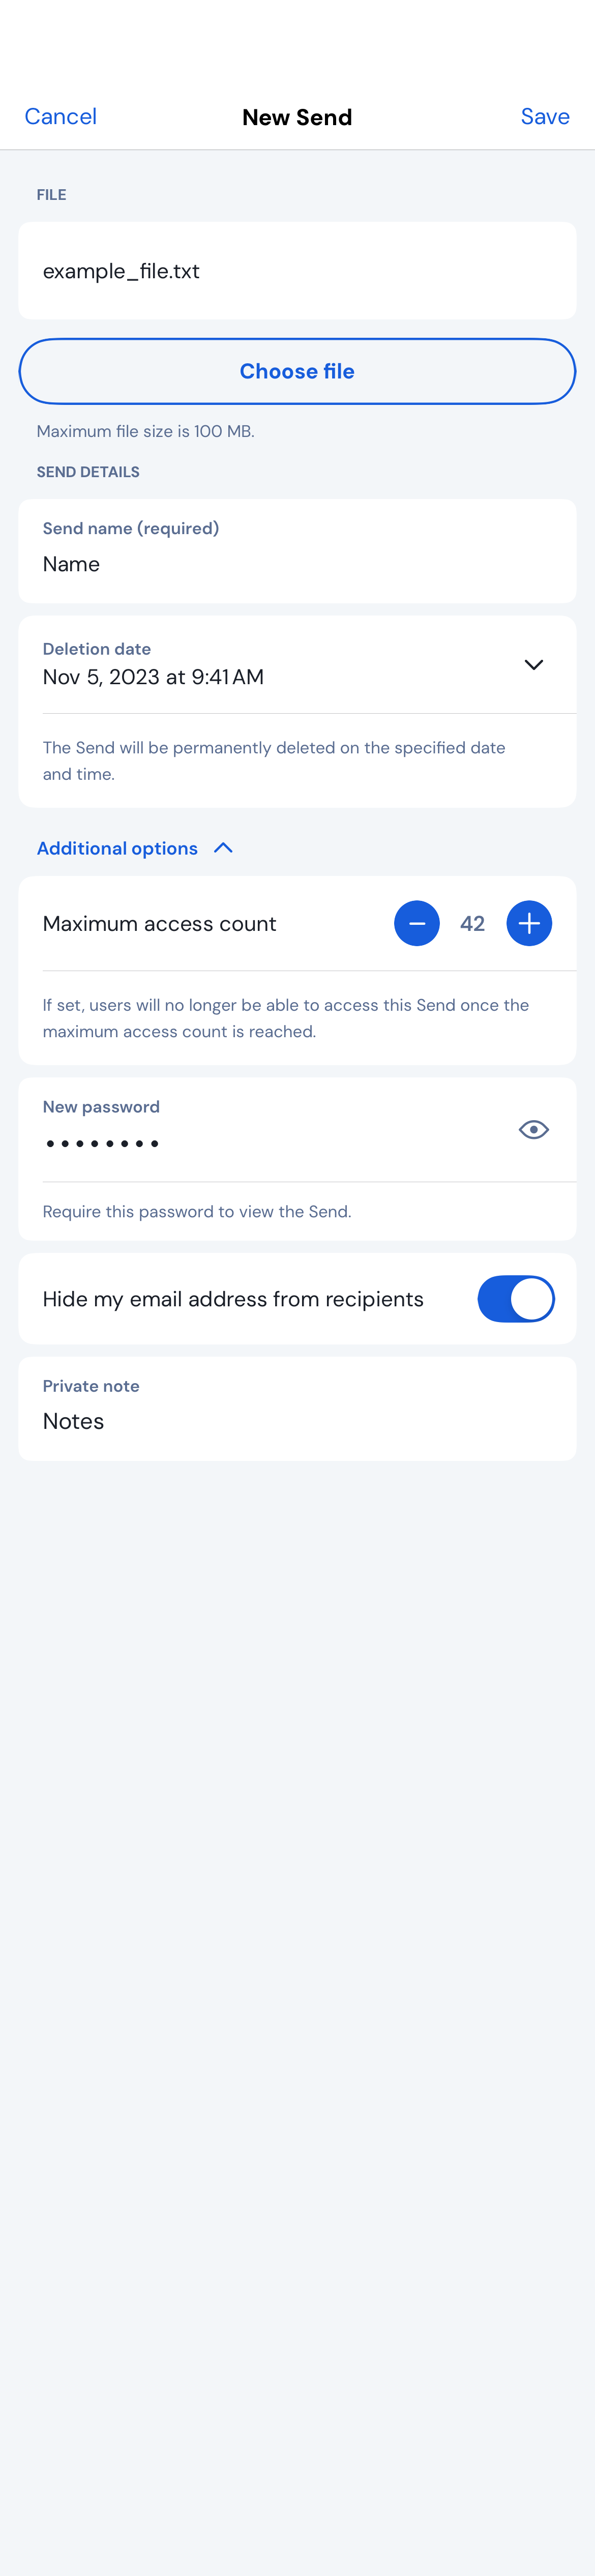 Cancel New Send Save
FILE
example_file.txt
Choose file
Maximum file size is 100 MB.
SEND DETAILS
Send name (required)
Name
Deletion date
Nov 5, 2023 at 9:41 AM
The Send will be permanently deleted on the specified date
and time.
Additional options
Maximum access count 42
If set, users will no longer be able to access this Send once the
maximum access count is reached.
New password
••••••••
Require this password to view the Send.
Hide my email address from recipients
Private note
Notes